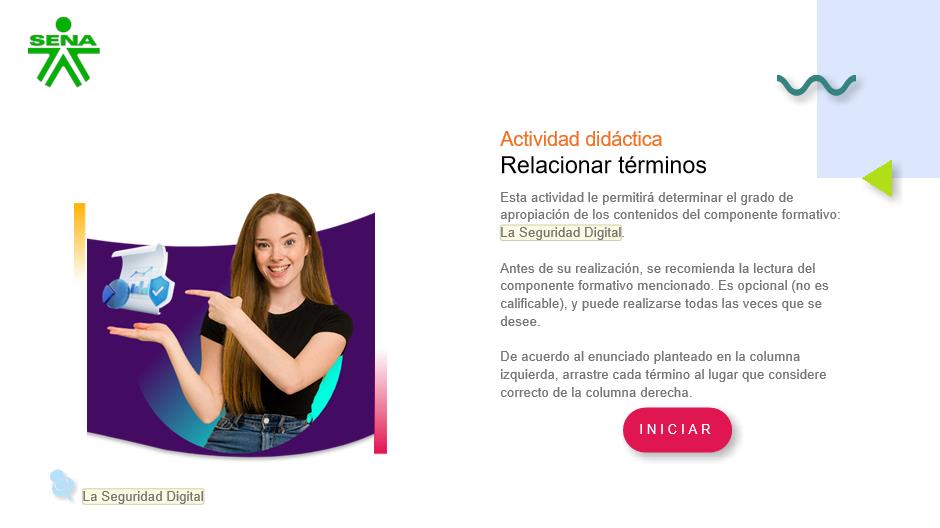 SENA
Actividad didáctica
Relacionar términos
Esta actividad le permitirá determinar el grado de
apropiación de los contenidos del componente formativo:
La Seguridad Digital.
Antes de su realización, se recomienda la lectura del
componente formativo mencionado. Es opcional (no es
calificable), y puede realizarse todas las veces que se
desee.
De acuerdo al enunciado planteado en la columna
izquierda, arrastre cada término al lugar que considere
correcto de la columna derecha.
INICIAR
La Seguridad Digital